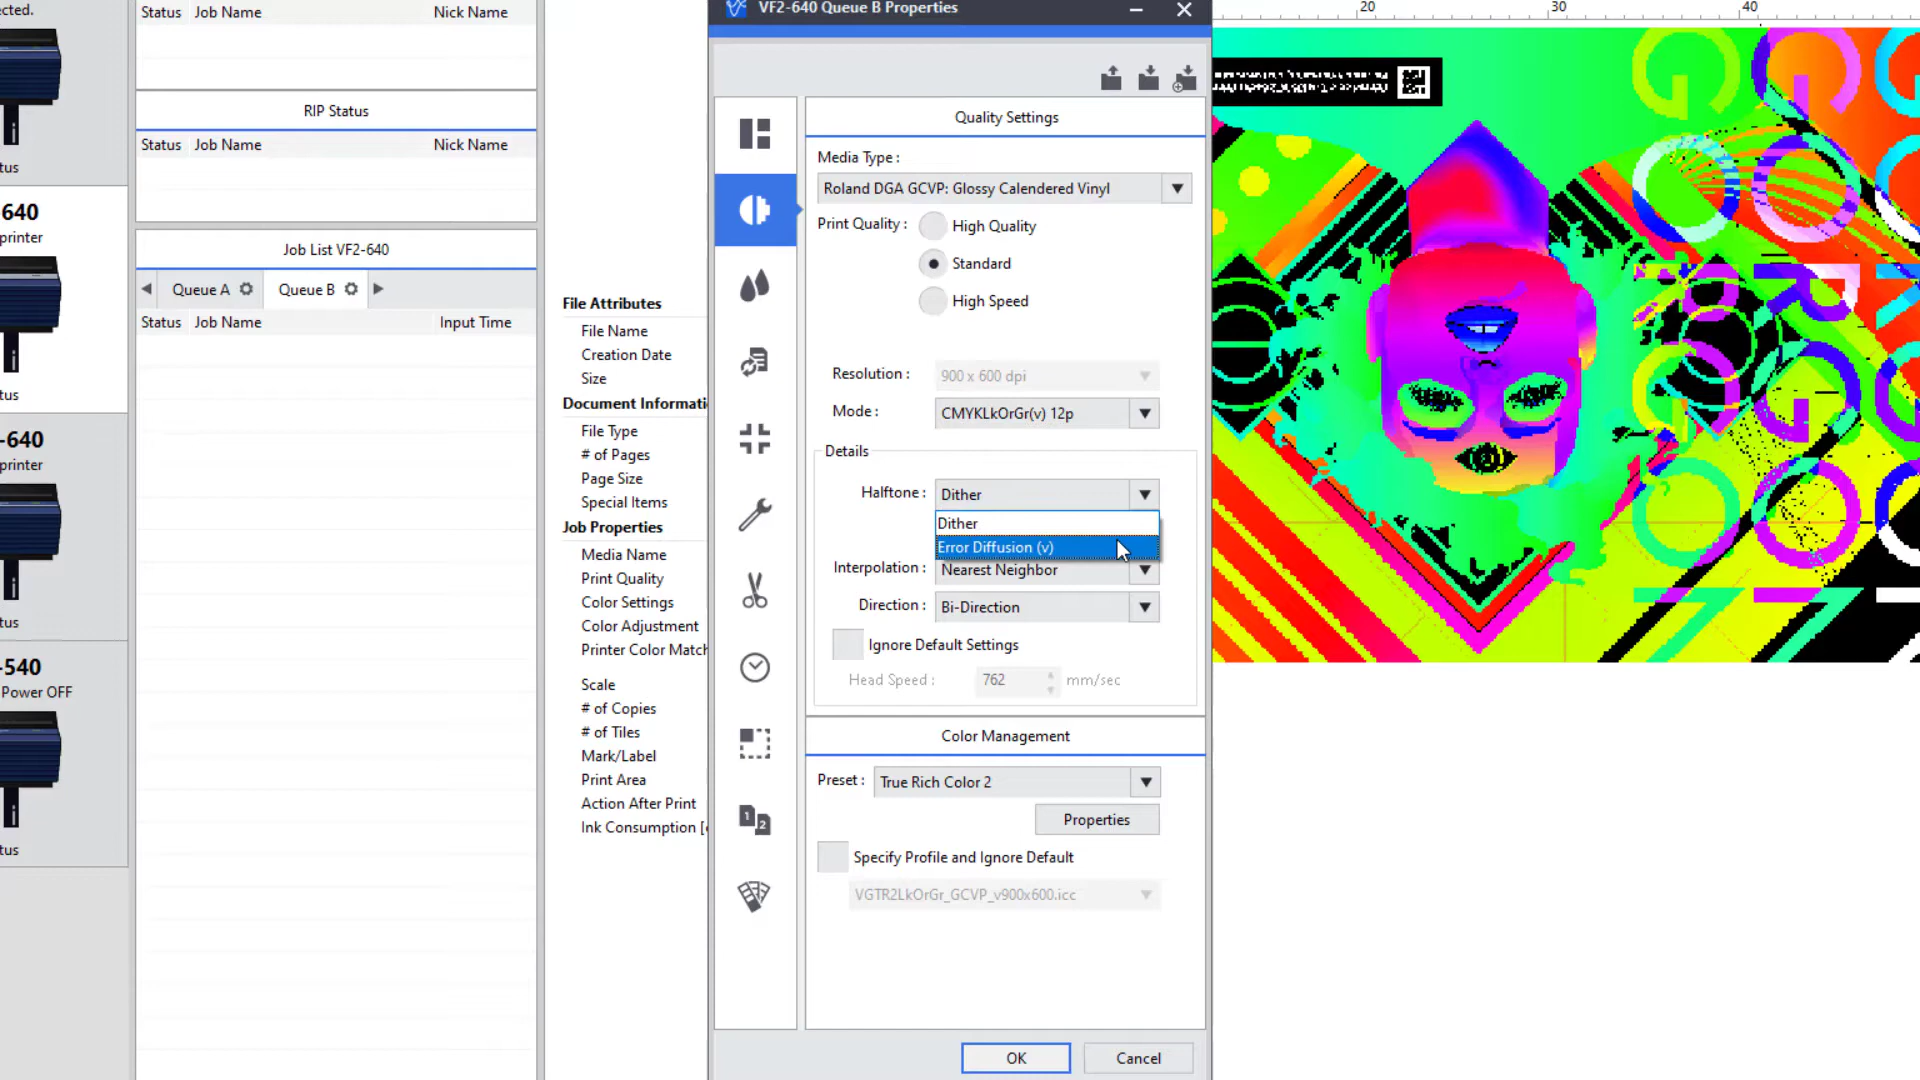 cted.
tus
-640
printer
tus
-640
printer
tus
-540
Power OFF
tus
Status Job Name Nick Name
RIP Status
Status Job Name Nick Name
Job List VF2-640
Queue A Queue B
Status Job Name Input Time
File Attributes
File Name
Creation Date
Size
Document Informati
File Type
# of Pages
Page Size
Special Items
Job Properties
Media Name
Print Quality
Color Settings
Color Adjustment
Printer Color Match
Scale
# of Copies
# of Tiles
Mark/Label
Print Area
Action After Print
Ink Consumption [
VF2-640 Queue B Properties
Quality Settings
Media Type :
Roland DGA GCVP: Glossy Calendered Vinyl
Print Quality : High Quality
Standard
High Speed
Resolution : 900 x 600 dpi
Mode : CMYKLkOrGr(v) 12p
Details
Halftone : Dither
Dither
Error Diffusion (v)
Interpolation : Nearest Neighbor
Direction : Bi-Direction
Ignore Default Settings
Head Speed : 762 mm/sec
Color Management
Preset : True Rich Color 2
Properties
Specify Profile and Ignore Default
VGTR2LkOrGr_GCVP_v900x600.icc
OK Cancel
1 2
20 30 40